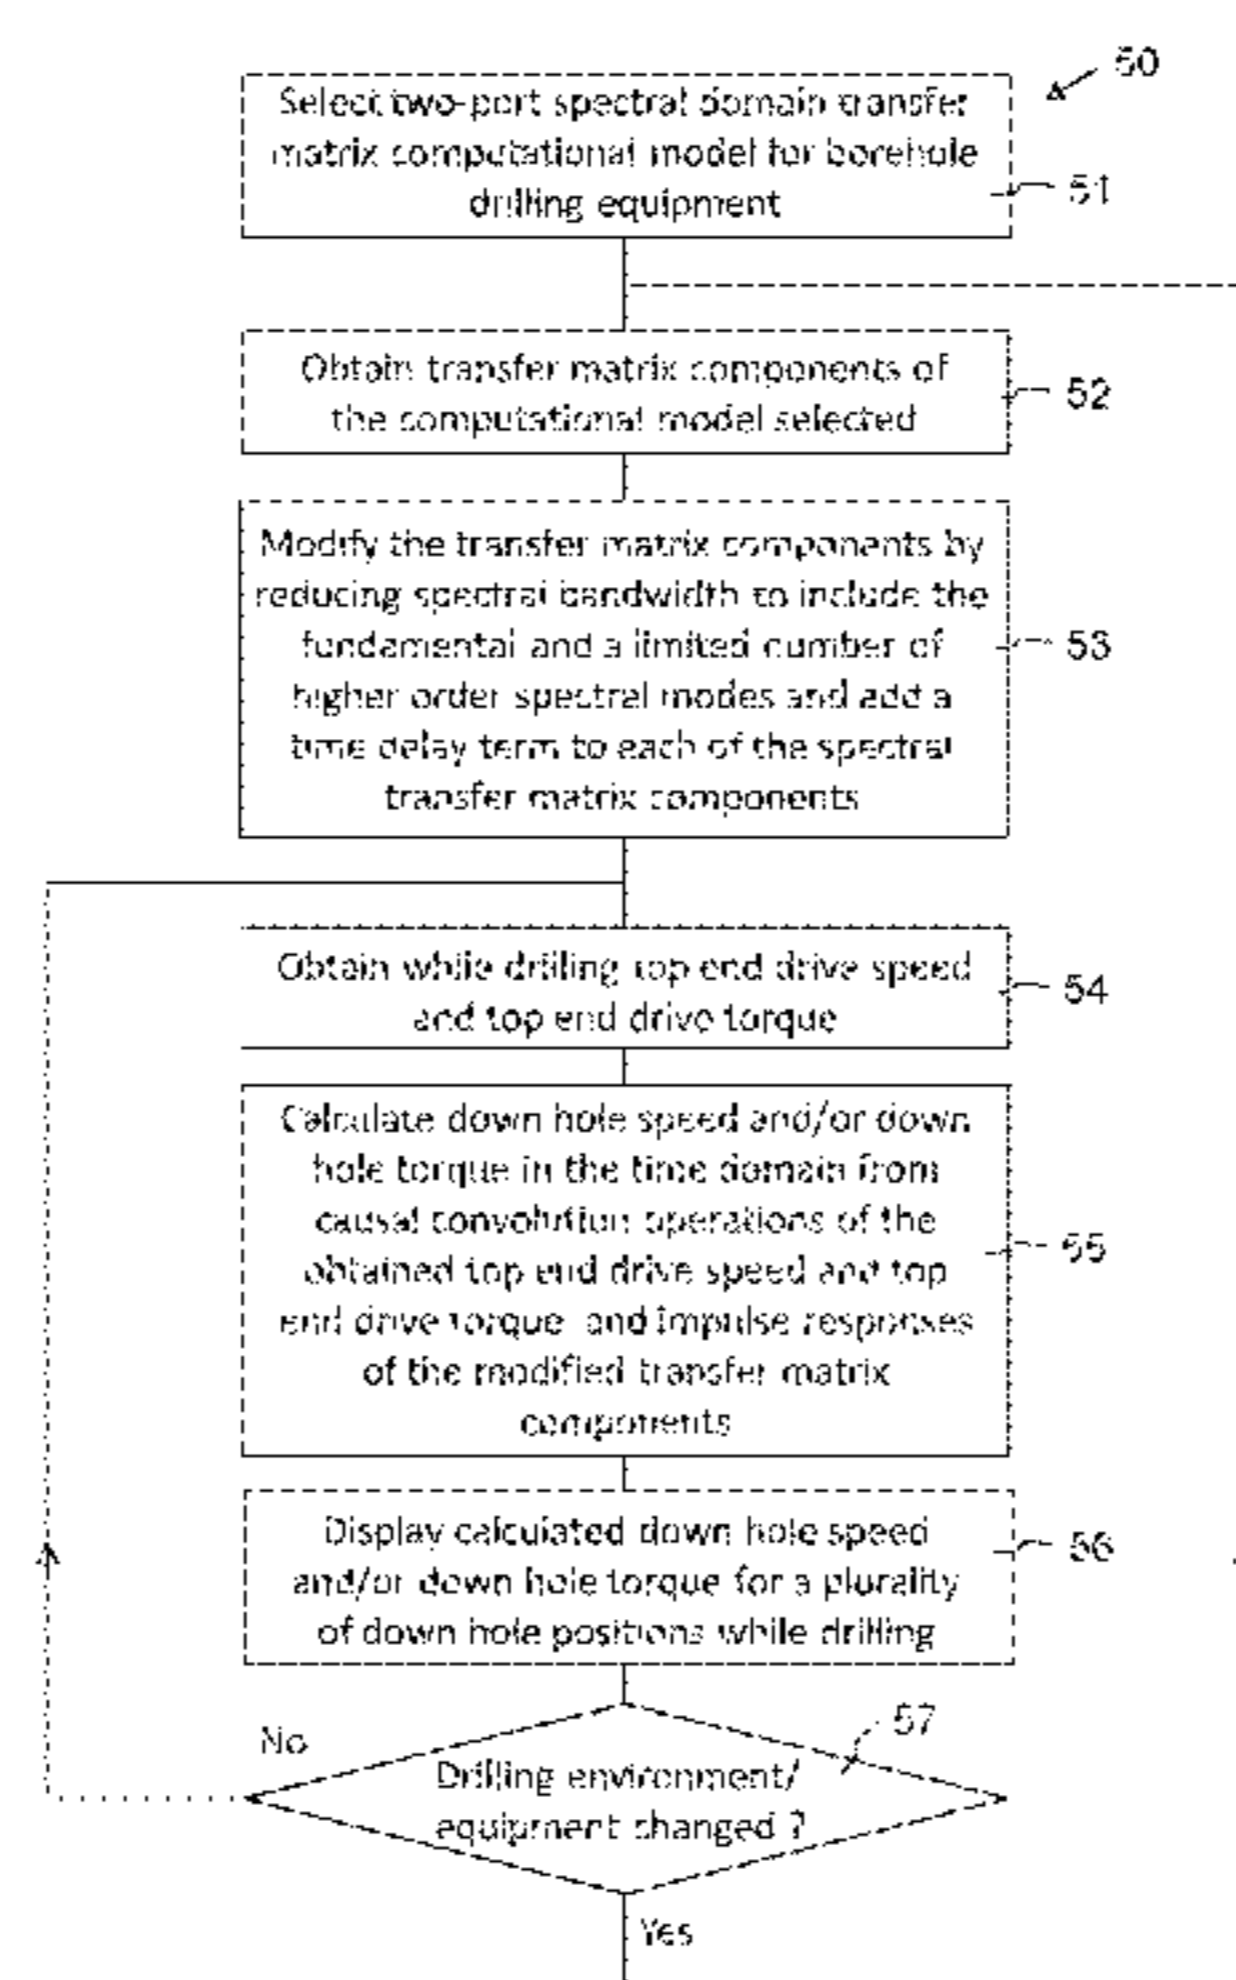 50
Select two-port spectral domain transfer
matrix computational model for borehole
drilling equipment
51
Obtain transfer matrix components of
the computational model selected
52
Modify the transfer matrix components by
reducing spectral bandwidth to include the
fundamental and a limited number of
higher order spectral modes and add a
time delay term to each of the spectral
transfer matrix components
53
Obtain while drilling top end drive speed
and top end drive torque
54
Calculate down hole speed and/or down
hole torque in the time domain from
causal convolution operations of the
obtained top end drive speed and top
end drive torque and impulse responses
of the modified transfer matrix
components
55
Display calculated down hole speed
and/or down hole torque for a plurality
of down hole positions while drilling
56
57
No
Drilling environment/
equipment changed ?
Yes